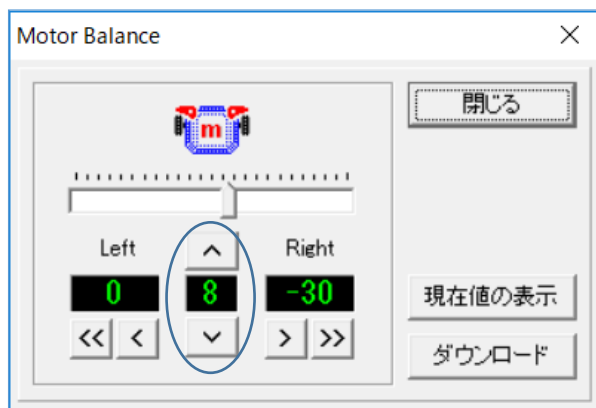 Motor Balance
閉じる
m
Left
Right
0
8
-30
<< < > >>
現在値の表示
ダウンロード